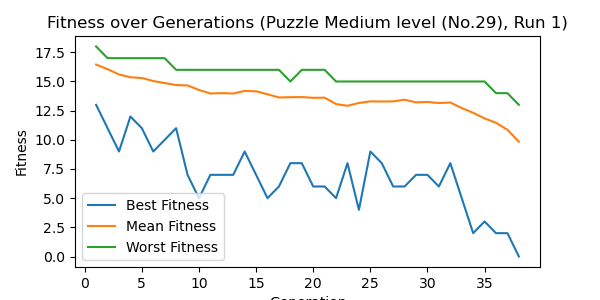 Fitness over Generations (Puzzle Medium level (No.29), Run 1)
Fitness
17.5
15.0
12.5
10.0
7.5
5.0
2.5
0.0
Best Fitness
Mean Fitness
Worst Fitness
0 5 10 15 20 25 30 35
Generation